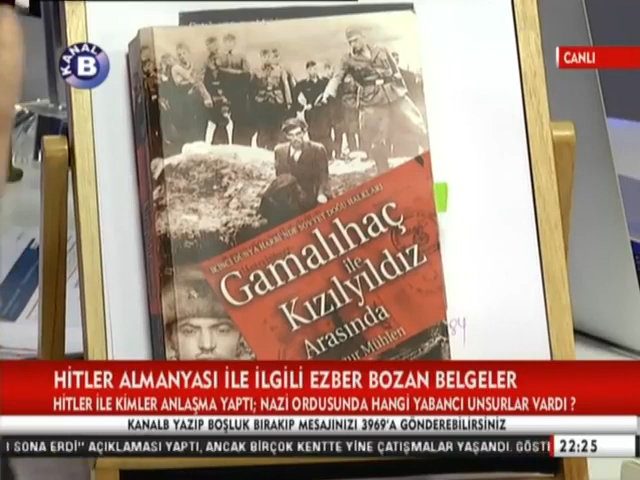 KANAL B
CANLI
İKİNCİ DÜNYA HARBİ'NDE SOVYET DOĞU HALKLARI
Gamalıhaç
ile
Kızılyıldız
Arasında
Mühlen
HİTLER ALMANYASI İLE İLGİLİ EZBER BOZAN BELGELER
HİTLER İLE KİMLER ANLAŞMA YAPTI; NAZİ ORDUSUNDA HANGİ YABANCI UNSURLAR VARDI ?
KANALB YAZIP BOŞLUK BIRAKIP MESAJINIZI 3969'A GÖNDEREBİLİRSİNİZ
I SONA ERDİ" AÇIKLAMASI YAPTI, ANCAK BİRÇOK KENTTE YİNE ÇATIŞMALAR YAŞANDI. GÖST
22:25